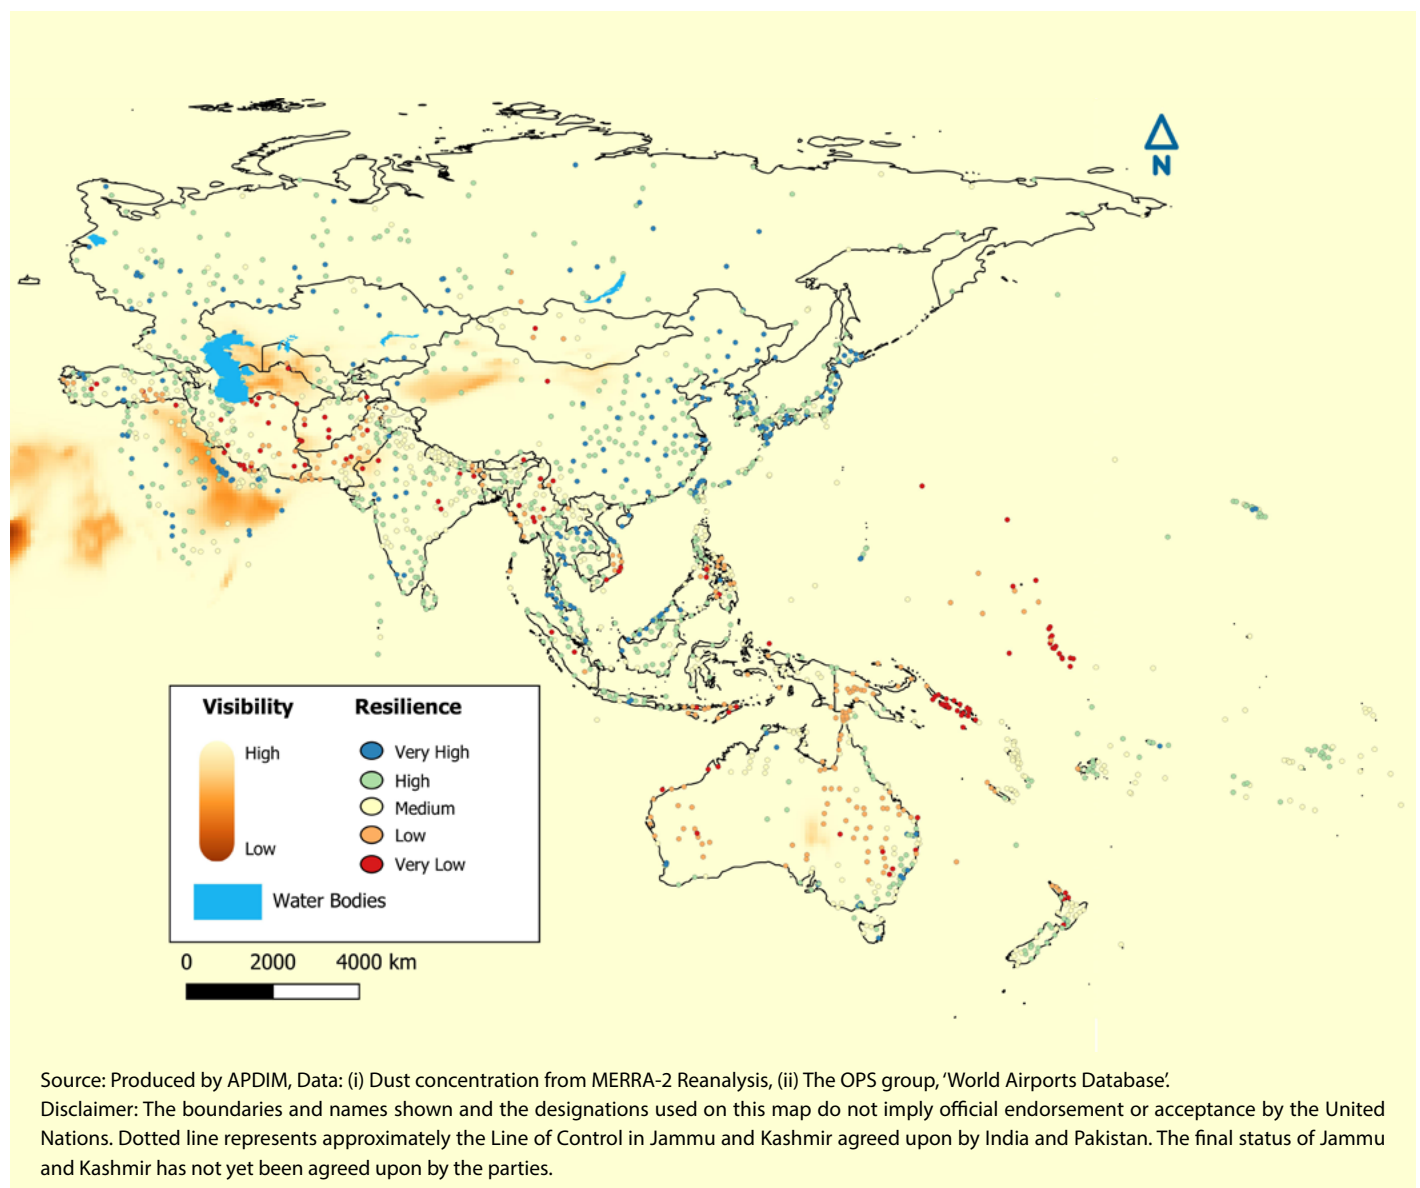 N
Visibility
Resilience
High
Low
Very High
High
Medium
Low
Very Low
Water Bodies
0 2000 4000 km
Source: Produced by APDIM, Data: (i) Dust concentration from MERRA-2 Reanalysis, (ii) The OPS group, ‘World Airports Database’.
Disclaimer: The boundaries and names shown and the designations used on this map do not imply official endorsement or acceptance by the United
Nations. Dotted line represents approximately the Line of Control in Jammu and Kashmir agreed upon by India and Pakistan. The final status of Jammu
and Kashmir has not yet been agreed upon by the parties.